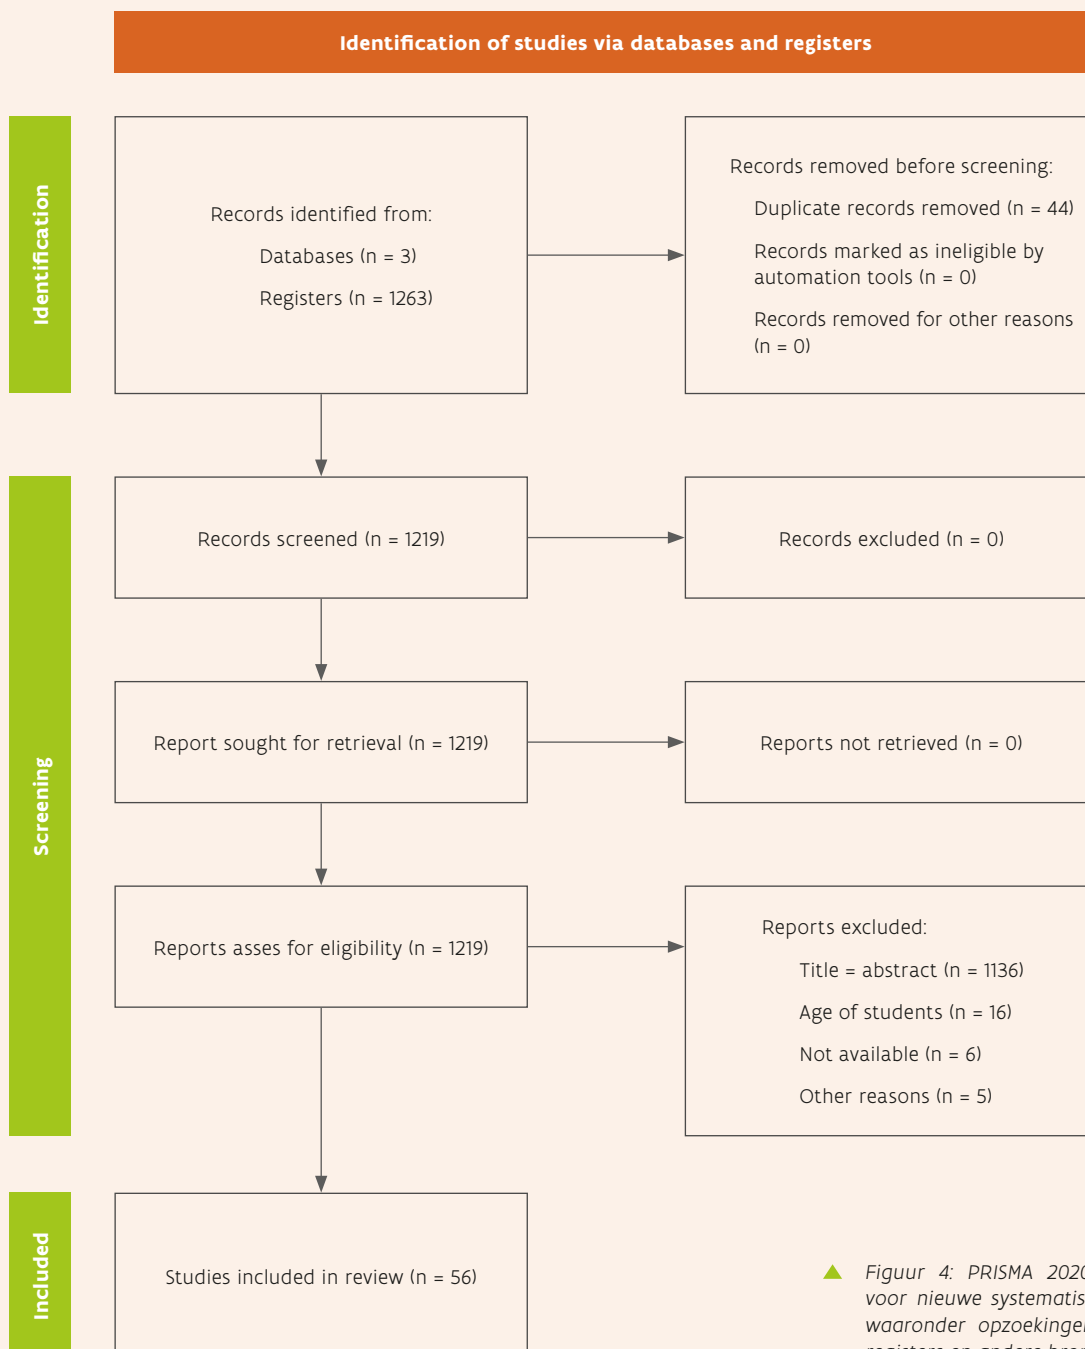 Identification of studies via databases and registers
Identification
Records identified from:
Databases (n = 3)
Registers (n = 1263)
Records removed before screening:
Duplicate records removed (n = 44)
Records marked as ineligible by
automation tools (n = 0)
Records removed for other reasons
(n = 0)
Screening
Records screened (n = 1219)
Records excluded (n = 0)
Report sought for retrieval (n = 1219)
Reports not retrieved (n = 0)
Reports asses for eligibility (n = 1219)
Reports excluded:
Title = abstract (n = 1136)
Age of students (n = 16)
Not available (n = 6)
Other reasons (n = 5)
Included
Studies included in review (n = 56)
Figuur 4: PRISMA 2020
voor nieuwe
waaronder